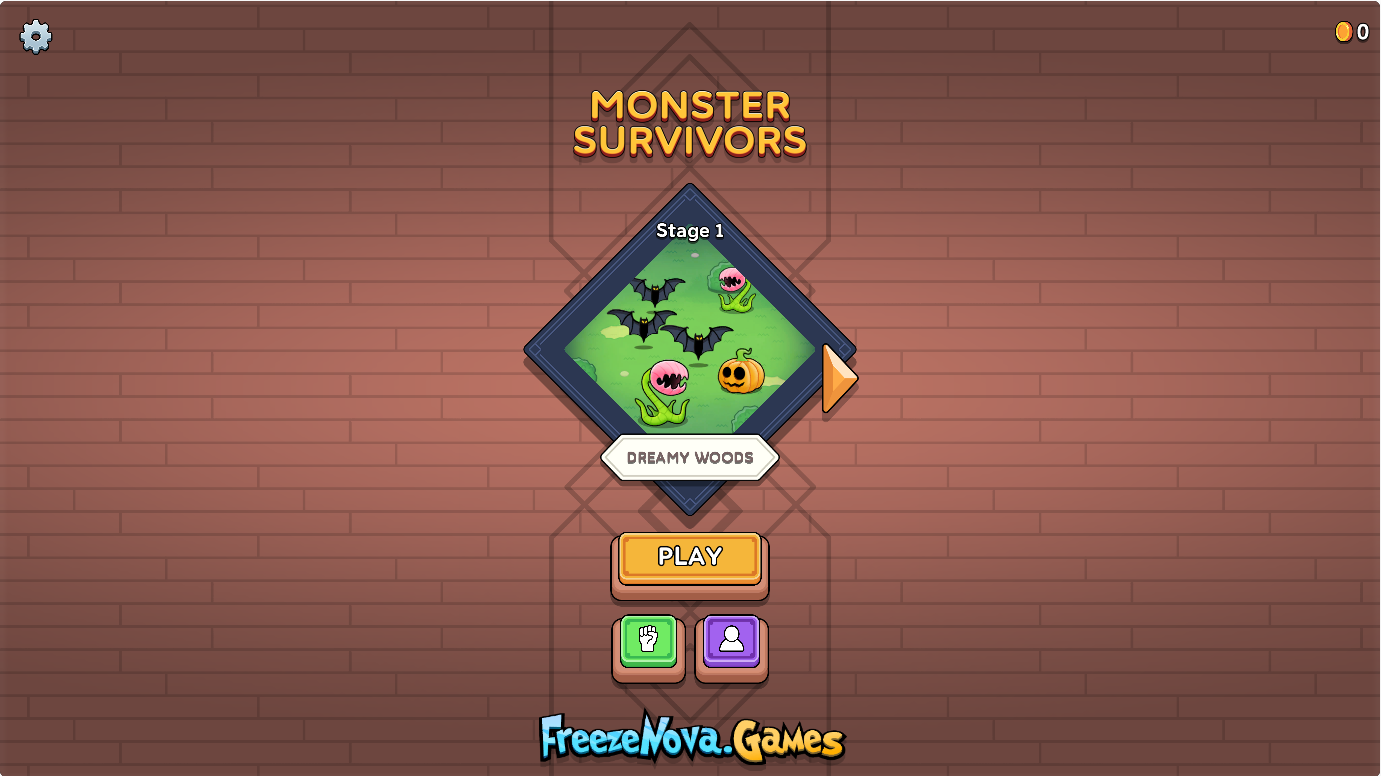 0
MONSTER
SURVIVORS
Stage 1
DREAMY WOODS
PLAY
FreezeNova.Games